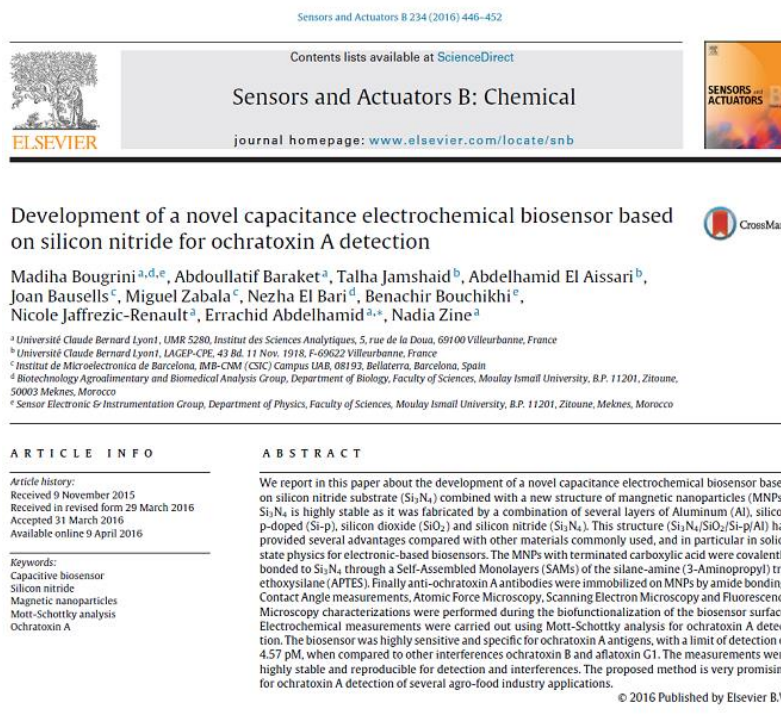 Sensors and Actuators B 234 (2016) 446–452
Contents lists available at ScienceDirect
Sensors and Actuators B: Chemical
journal homepage: www.elsevier.com/locate/snb
ELSEVIER
SENSORS and
ACTUATORS
Development of a novel capacitance electrochemical biosensor based
on silicon nitride for ochratoxin A detection
CrossMar
Madiha Bougrini a,d,e, Abdoullatif Baraket a, Talha Jamshaid b, Abdelhamid El Aissari b,
Joan Bausells c, Miguel Zabala c, Nezha El Bari d, Benachir Bouchikhi e,
Nicole Jaffrezic-Renault a, Errachid Abdelhamid a,*, Nadia Zine a
a Université Claude Bernard Lyon1, UMR 5280, Institut des Sciences Analytiques, 5, rue de la Doua, 69100 Villeurbanne, France
b Université Claude Bernard Lyon1, LAGEP-CPE, 43 Bd. 11 Nov. 1918, F-69622 Villeurbanne, France
c Institut de Microelectronica de Barcelona, IMB-CNM (CSIC) Campus UAB, 08193, Bellaterra, Barcelona, Spain
d Biotechnology Agroalimentary and Biomedical Analysis Group, Department of Biology, Faculty of Sciences, Moulay Ismaïl University, B.P. 11201, Zitoune,
50003 Meknes, Morocco
e Sensor Electronic & Instrumentation Group, Department of Physics, Faculty of Sciences, Moulay Ismaïl University, B.P. 11201, Zitoune, Meknes, Morocco
ARTICLE INFO
Article history:
Received 9 November 2015
Received in revised form 29 March 2016
Accepted 31 March 2016
Available online 9 April 2016
Keywords:
Capacitive biosensor
Silicon nitride
Magnetic nanoparticles
Mott-Schottky analysis
Ochratoxin A
ABSTRACT
We report in this paper about the development of a novel capacitance electrochemical biosensor base
on silicon nitride substrate (Si3N4) combined with a new structure of mangnetic nanoparticles (MNPs
Si3N4 is highly stable as it was fabricated by a combination of several layers of Aluminum (Al), silico
p-doped (Si-p), silicon dioxide (SiO2) and silicon nitride (Si3N4). This structure (Si3N4/SiO2/Si-p/Al) ha
provided several advantages compared with other materials commonly used, and in particular in solic
state physics for electronic-based biosensors. The MNPs with terminated carboxylic acid were covalentl
bonded to Si3N4 through a Self-Assembled Monolayers (SAMs) of the silane-amine (3-Aminopropyl) tr
ethoxysilane (APTES). Finally anti-ochratoxin A antibodies were immobilized on MNPs by amide bonding
Contact Angle measurements, Atomic Force Microscopy, Scanning Electron Microscopy and Fluorescenc
Microscopy characterizations were performed during the biofunctionalization of the biosensor surfac
Electrochemical measurements were carried out using Mott-Schottky analysis for ochratoxin A detec
tion. The biosensor was highly sensitive and specific for ochratoxin A antigens, with a limit of detection o
4.57 pM, when compared to other interferences ochratoxin B and aflatoxin G1. The measurements wer
highly stable and reproducible for detection and interferences. The proposed method is very promisin
for ochratoxin A detection of several agro-food industry applications.
© 2016 Published by Elsevier B.V